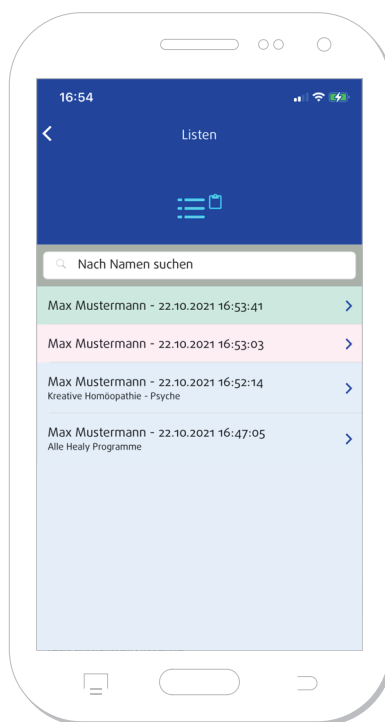 16:54
Listen
Nach Namen suchen
Max Mustermann - 22.10.2021 16:53:41
Max Mustermann - 22.10.2021 16:53:03
Max Mustermann - 22.10.2021 16:52:14
Kreative Homöopathie - Psyche
Max Mustermann - 22.10.2021 16:47:05
Alle Healy Programme